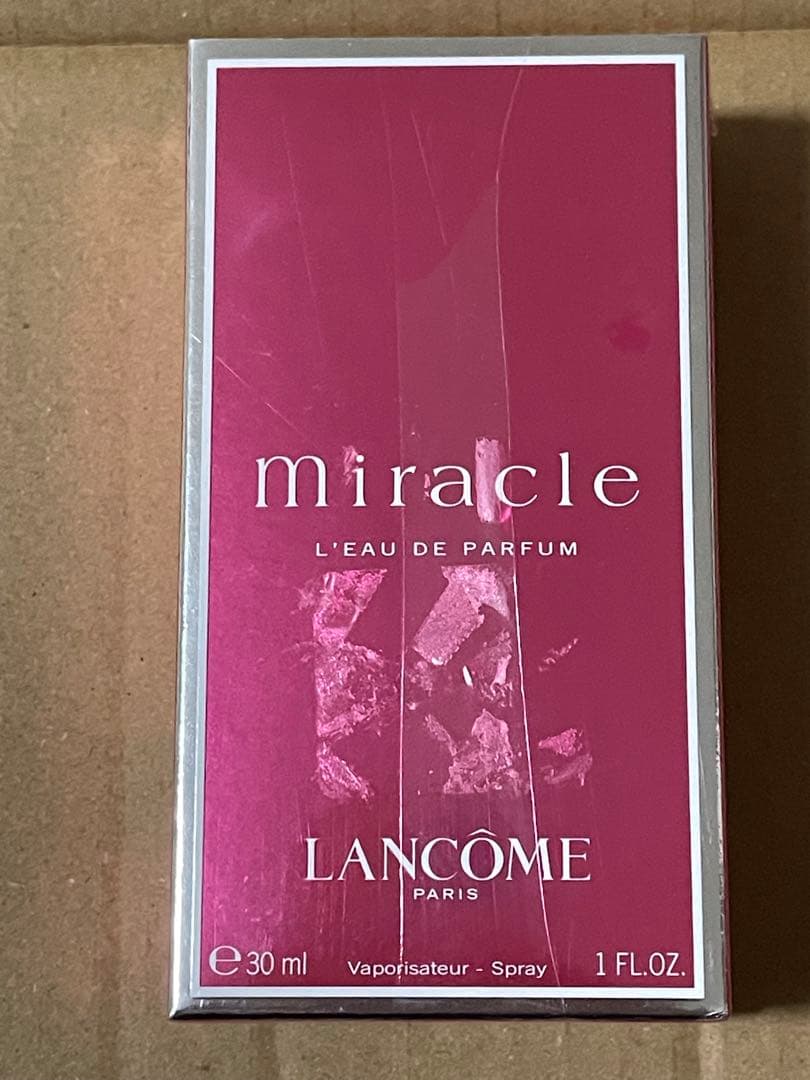 miracle
L'EAU DE PARFUM
LANCÔME
PARIS
℮30 ml Vaporisateur - Spray 1 FL.OZ.